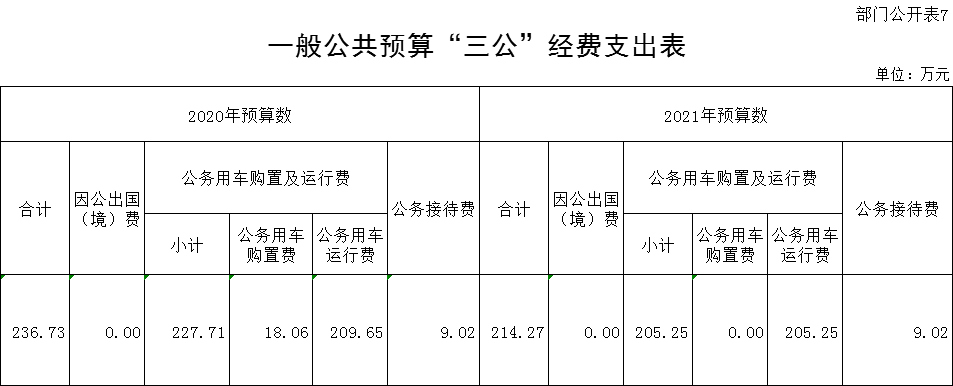 部门公开表7
一般公共预算“三公”经费支出表
单位：万元
2020年预算数 2021年预算数
合计 因公出国（境）费 公务用车购置及运行费 公务接待费 合计 因公出国（境）费 公务用车购置及运行费 公务接待费
小计 公务用车购置费 公务用车运行费 小计 公务用车购置费 公务用车运行费
236.73 0.00 227.71 18.06 209.65 9.02 214.27 0.00 205.25 0.00 205.25 9.02